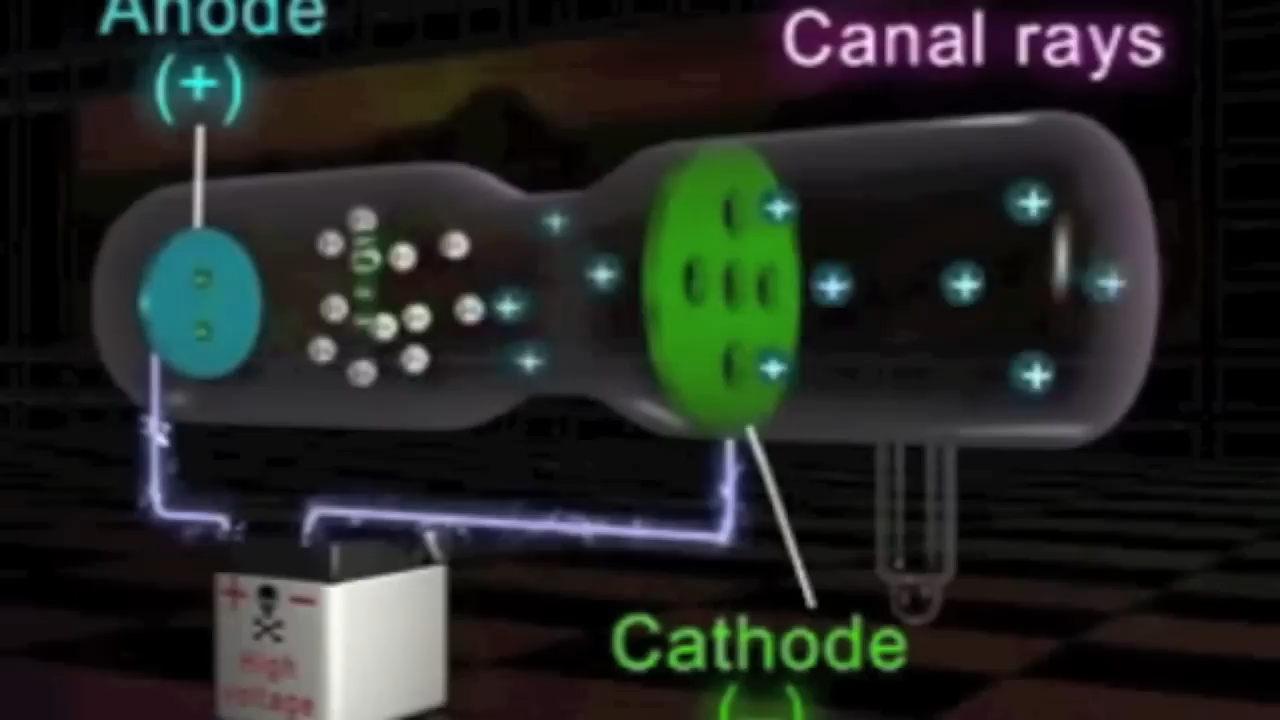 Anode
(+)
Canal rays
+ −
High
voltage
Cathode
(−)